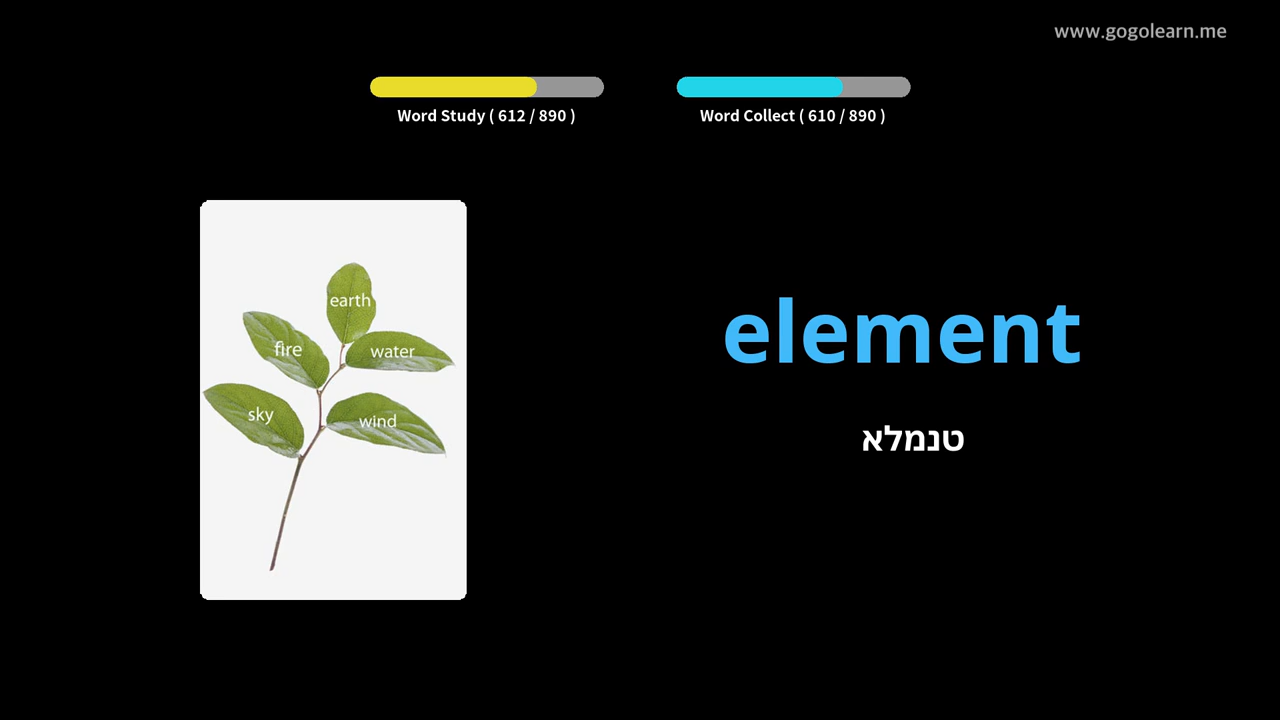 www.gogolearn.me
Word Study ( 612 / 890 )
Word Collect ( 610 / 890 )
earth
fire
water
sky
wind
element
טנמלא